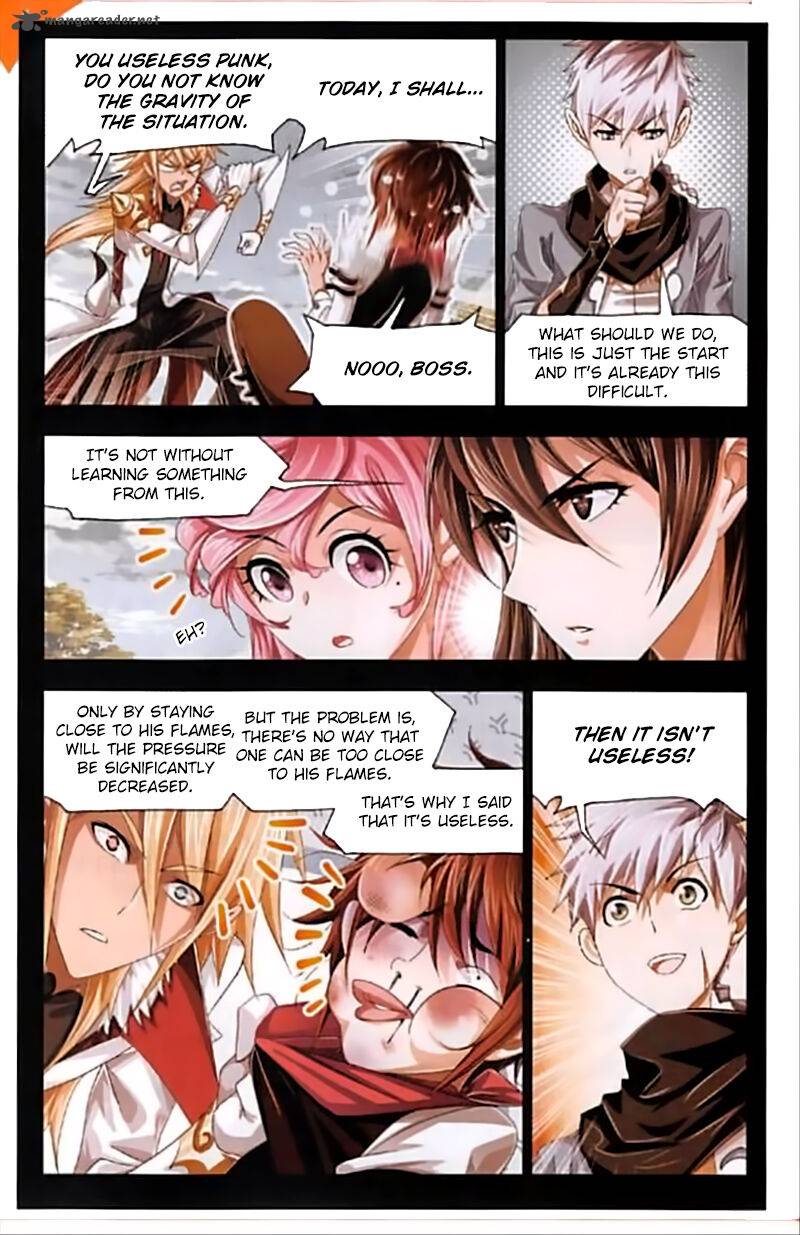 mangareader.net
YOU USELESS PUNK,
DO YOU NOT KNOW
THE GRAVITY OF
THE SITUATION.
TODAY, I SHALL...
NOOO, BOSS.
WHAT SHOULD WE DO,
THIS IS JUST THE START
AND IT'S ALREADY THIS
DIFFICULT.
IT'S NOT WITHOUT
LEARNING SOMETHING
FROM THIS.
EH?
ONLY BY STAYING
CLOSE TO HIS FLAMES,
WILL THE PRESSURE
BE SIGNIFICANTLY
DECREASED.
BUT THE PROBLEM IS,
THERE'S NO WAY THAT
ONE CAN BE TOO CLOSE
TO HIS FLAMES.
THAT'S WHY I SAID
THAT IT'S USELESS.
THEN IT ISN'T
USELESS!